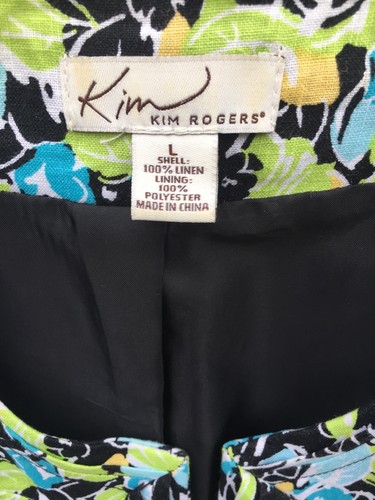 Kim
KIM ROGERS®
L
SHELL:
100% LINEN
LINING:
100%
POLYESTER
MADE IN CHINA